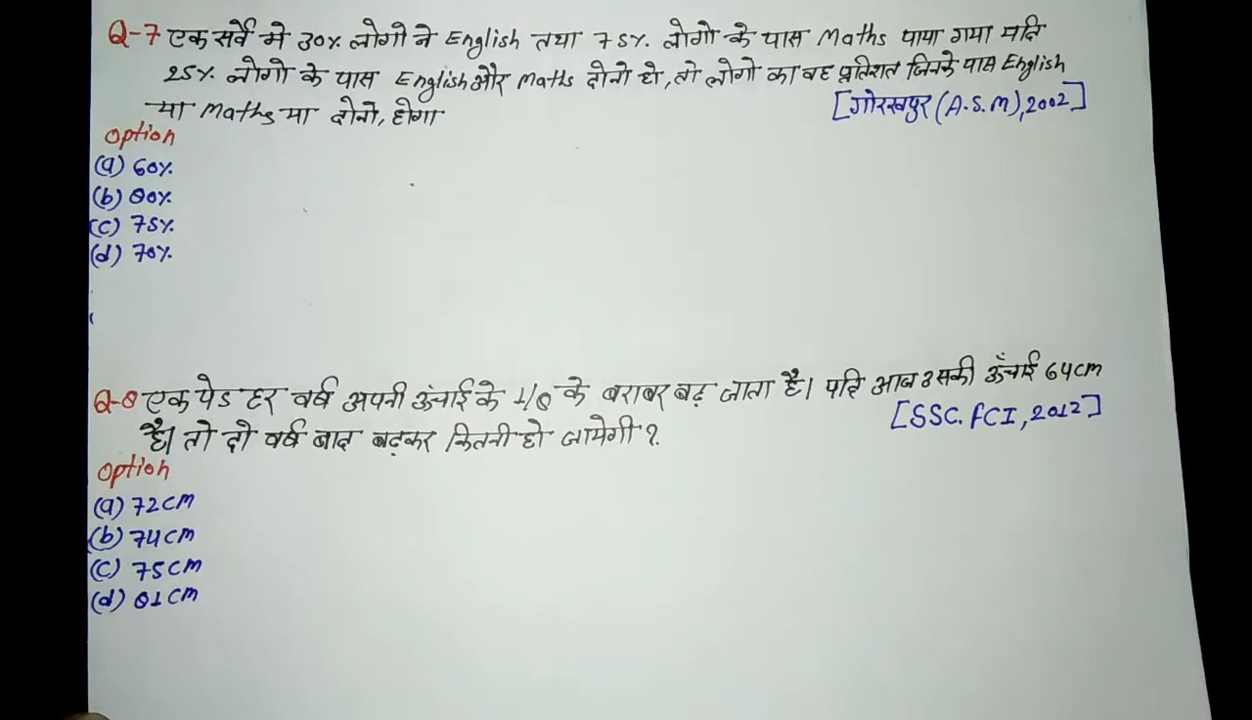 Q-7 एक सर्वे मे 30%. लोगो ने English तथा 75%. लोगो के पास Maths पाया गया यदि
25%. लोगो के पास English और Maths दोनो हो, तो लोगो का वह प्रतिशत जिनके पास English
या Maths या दोनो, होगा
[गोरखपुर (A.S.M), 2002]
Option
(a) 60%.
(b) 80%.
(c) 75%.
(d) 70%.
Q-8 एक पेड हर वर्ष अपनी ऊंचाई के 1/8 के बराबर बढ़ जाता है। यदि आज उसकी ऊँचाई 64cm
[SSC. FCI, 2012]
है। तो दो वर्ष बाद बढ़कर कितनी हो जायेगी ?
Option
(a) 72cm
(b) 74cm
(c) 75cm
(d) 81cm